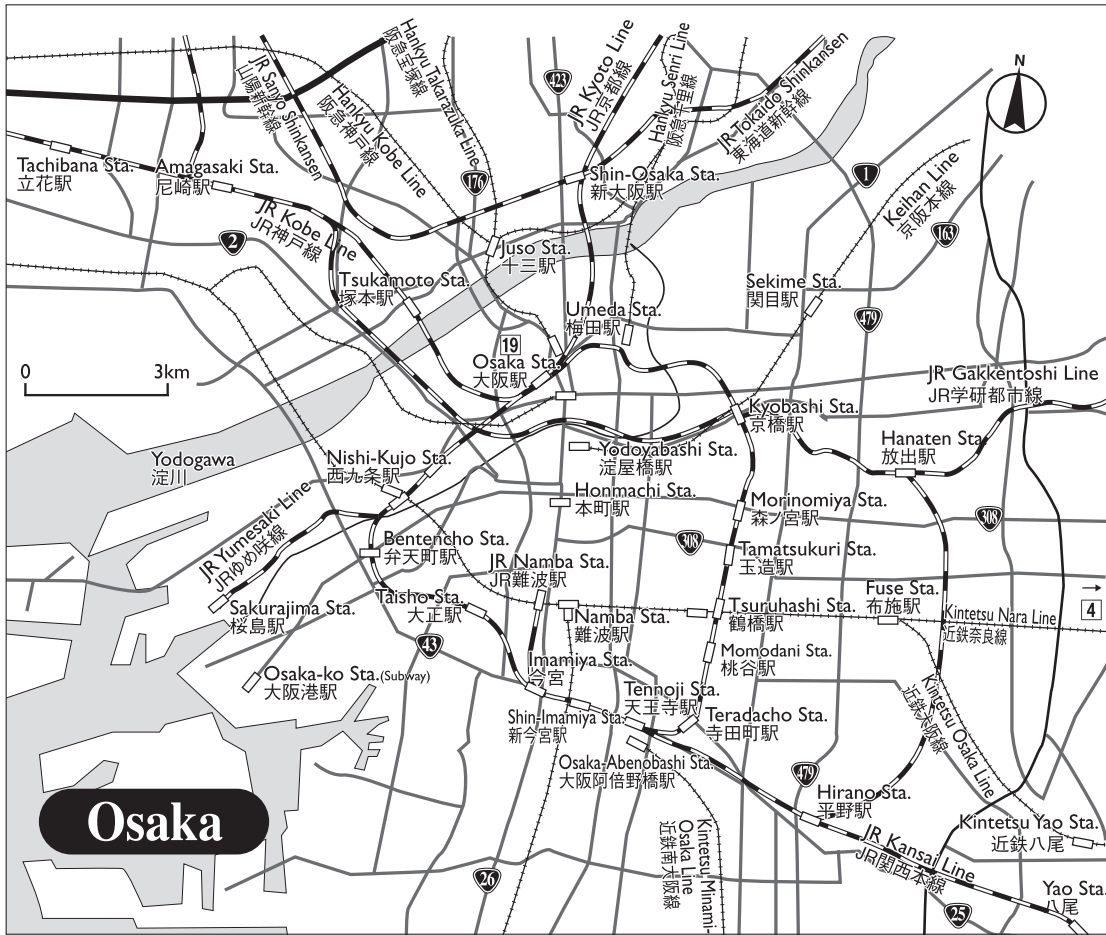 Hankyu Takarazuka Line
阪急宝塚線
JR Sanyo Shinkansen
山陽新幹線
Hankyu Kobe Line
阪急神戸線
423
JR Kyoto Line
JR京都線
Hankyu Senri Line
阪急千里線
JR Tokaido Shinkansen
東海道新幹線
N
Tachibana Sta.
立花駅
Amagasaki Sta.
尼崎駅
176
Shin-Osaka Sta.
新大阪駅
1
Keihan Line
京阪本線
163
2
JR Kobe Line
JR神戸線
Juso Sta.
十三駅
Tsukamoto Sta.
塚本駅
Sekime Sta.
関目駅
Umeda Sta.
梅田駅
479
19
Osaka Sta.
大阪駅
0 3km
JR Gakkentoshi Line
JR学研都市線
Kyobashi Sta.
京橋駅
Hanaten Sta.
放出駅
Yodoyabashi Sta.
淀屋橋駅
Yodogawa
淀川
Nishi-Kujo Sta.
西九条駅
Honmachi Sta.
本町駅
Morinomiya Sta.
森ノ宮駅
308
308
JR Yumesaki Line
JRゆめ咲線
Bentencho Sta.
弁天町駅
Tamatsukuri Sta.
玉造駅
JR Namba Sta.
JR難波駅
Taisho Sta.
大正駅
Fuse Sta.
布施駅
→
4
Sakurajima Sta.
桜島駅
Namba Sta.
難波駅
Tsuruhashi Sta.
鶴橋駅
Kintetsu Nara Line
近鉄奈良線
43
Imamiya Sta.
今宮
Momodani Sta.
桃谷駅
Osaka-ko Sta.(Subway)
大阪港駅
Tennoji Sta.
天王寺駅
Kintetsu Osaka Line
近鉄大阪線
Shin-Imamiya Sta.
新今宮駅
Teradacho Sta.
寺田町駅
Osaka-Abenobashi Sta.
大阪阿倍野橋駅
479
Hirano Sta.
平野駅
Osaka
Kintetsu Minami-
Osaka Line
近鉄南大阪線
JR Kansai Line
JR関西本線
Kintetsu Yao Sta.
近鉄八尾
26
25
Yao Sta.
八尾